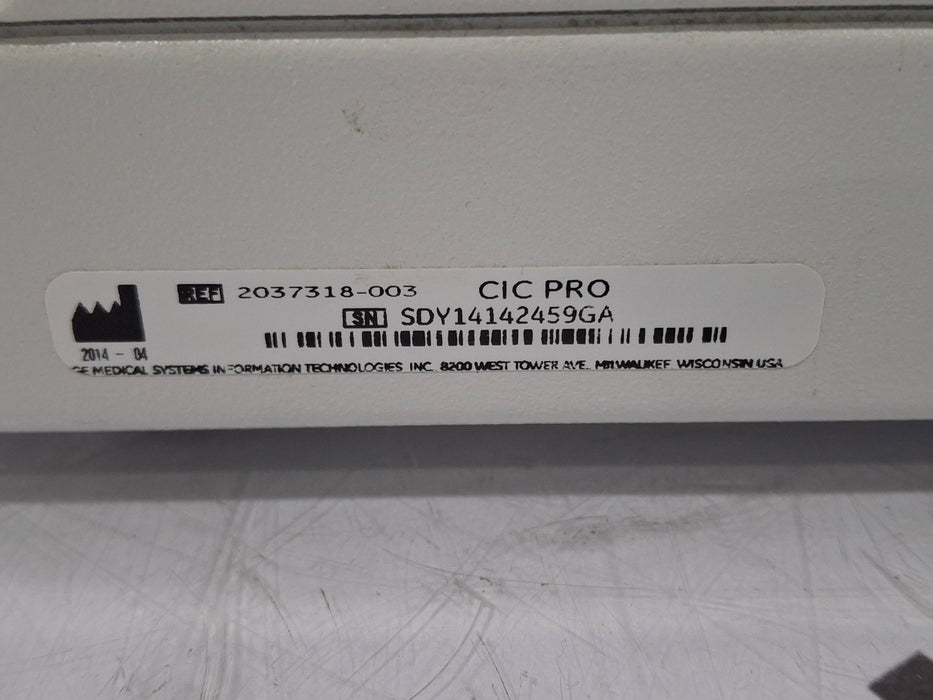 REF 2037318-003 CIC PRO
SN SDY14142459GA
2014 - 04
GE MEDICAL SYSTEMS INFORMATION TECHNOLOGIES INC. 8200 WEST TOWER AVE. MILWAUKEE WISCONSIN USA